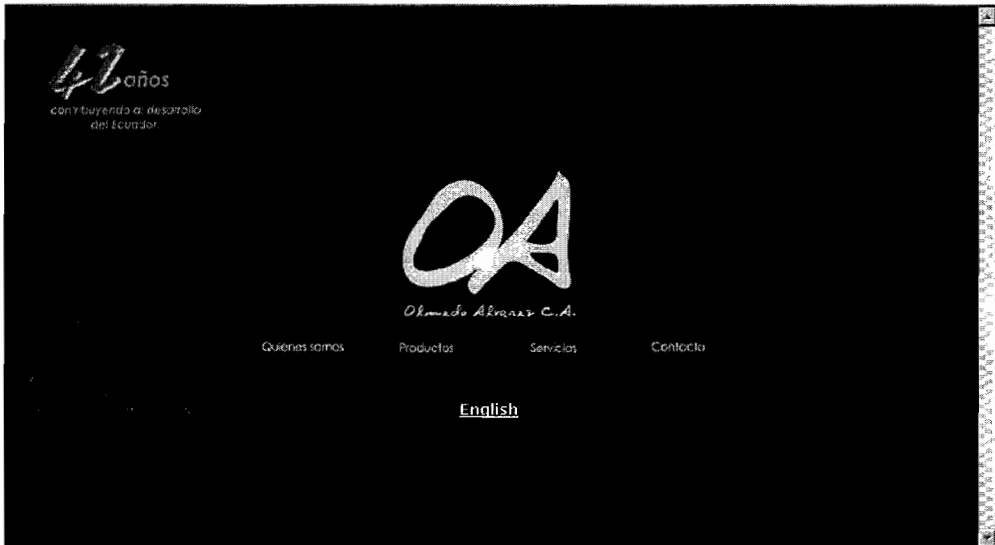 42 años
contribuyendo al desarrollo
del Ecuador.
OA
Olmedo Alvarez C.A.
Quienes somos Productos Servicios Contacto
English